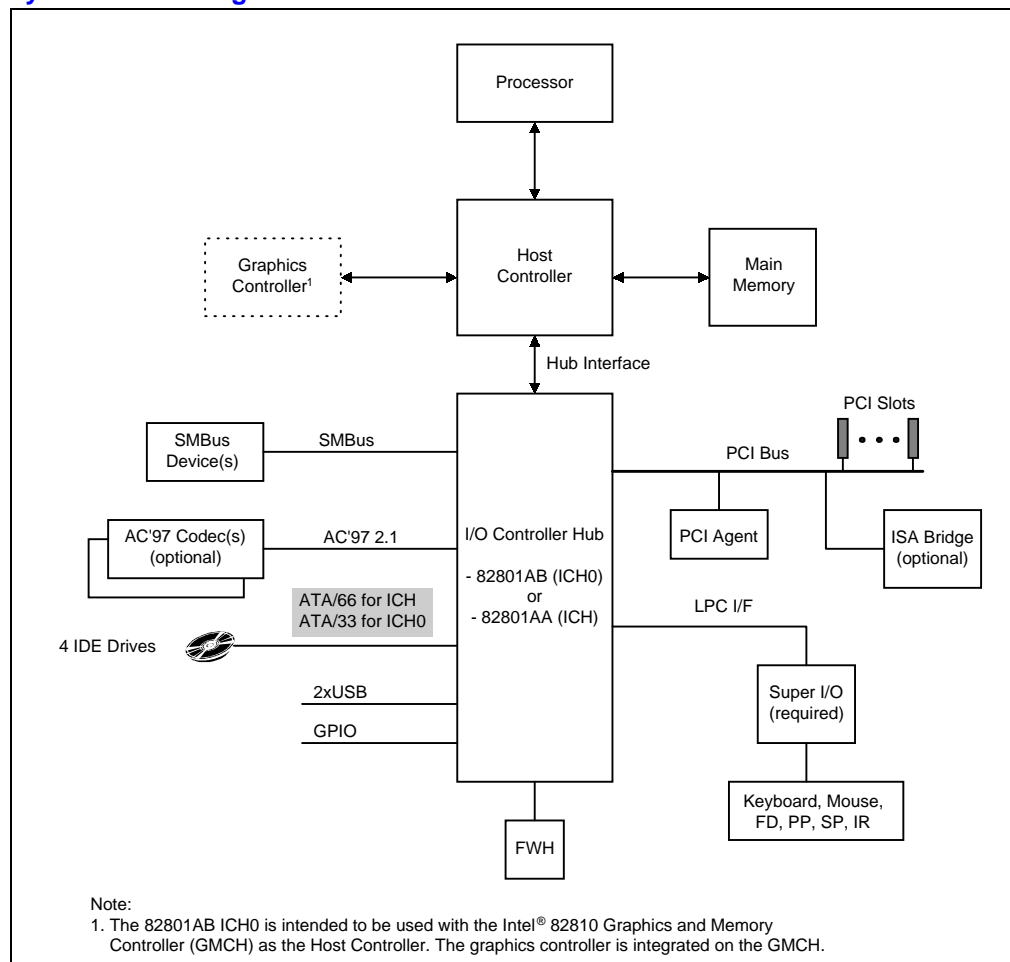 Processor
Host
Controller
Graphics
Controller1
Main
Memory
Hub Interface
PCI Slots
SMBus
Device(s)
SMBus
PCI Bus
AC'97 Codec(s)
(optional)
AC'97 2.1
I/O Controller Hub
- 82801AB (ICH0)
or
- 82801AA (ICH)
PCI Agent
ISA Bridge
(optional)
ATA/66 for ICH
ATA/33 for ICH0
LPC I/F
4 IDE Drives
2xUSB
GPIO
Super I/O
(required)
Keyboard, Mouse,
FD, PP, SP, IR
FWH
Note:
1. The 82801AB ICH0 is intended to be used with the Intel® 82810 Graphics and Memory
Controller (GMCH) as the Host Controller. The graphics controller is integrated on the GMCH.